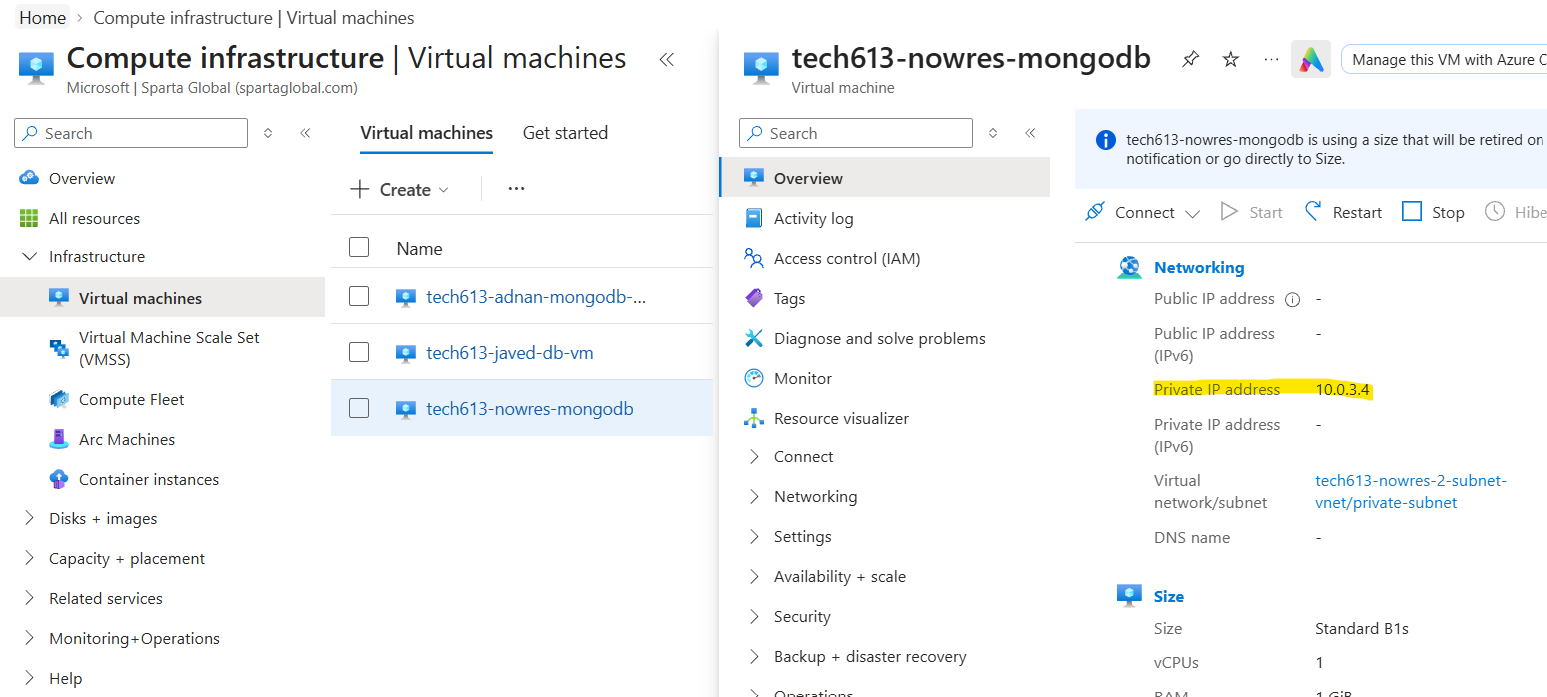 Home > Compute infrastructure | Virtual machines
Compute infrastructure | Virtual machines
Microsoft | Sparta Global (spartaglobal.com)
Search
Overview
All resources
Infrastructure
Virtual machines
Virtual Machine Scale Set
(VMSS)
Compute Fleet
Arc Machines
Container instances
Disks + images
Capacity + placement
Related services
Monitoring+Operations
Help
Virtual machines
Get started
Create
...
Name
tech613-adnan-mongodb-...
tech613-javed-db-vm
tech613-nowres-mongodb
tech613-nowres-mongodb
Virtual machine
...
Manage this VM with Azure C
Search
Overview
Activity log
Access control (IAM)
Tags
Diagnose and solve problems
Monitor
Resource visualizer
Connect
Networking
Settings
Availability + scale
Security
Backup + disaster recovery
Operations
tech613-nowres-mongodb is using a size that will be retired on
notification or go directly to Size.
Connect Start Restart Stop Hibe
Networking
Public IP address -
Public IP address
(IPv6) -
Private IP address 10.0.3.4
Private IP address
(IPv6) -
Virtual
network/subnet
tech613-nowres-2-subnet-
vnet/private-subnet
DNS name -
Size
Size Standard B1s
vCPUs 1
RAM 1 GiB